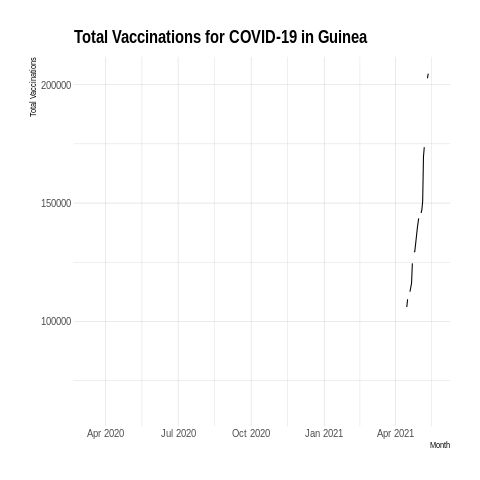 Total Vaccinations for COVID-19 in Guinea
Total Vaccinations
200000
150000
100000
Apr 2020
Jul 2020
Oct 2020
Jan 2021
Apr 2021
Month